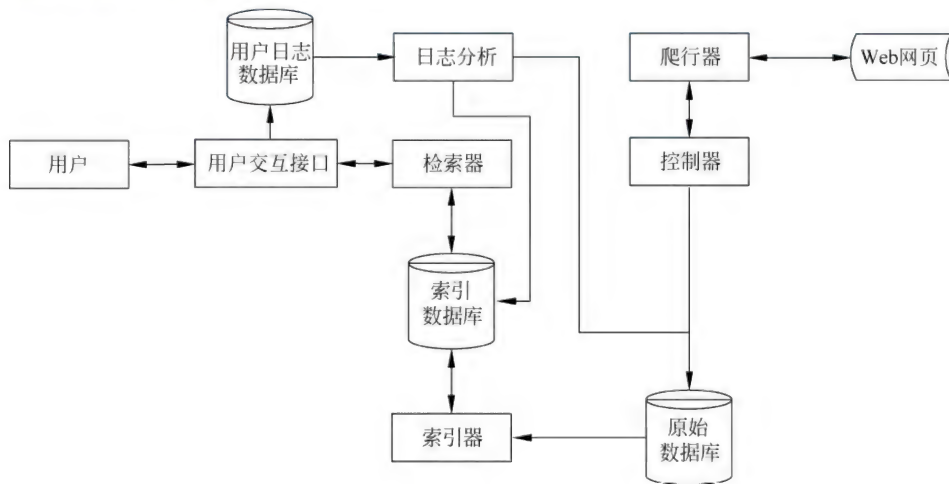 用户日志
数据库
日志分析
爬行器
Web网页
用户
用户交互接口
检索器
控制器
索引
数据库
索引器
原始
数据库